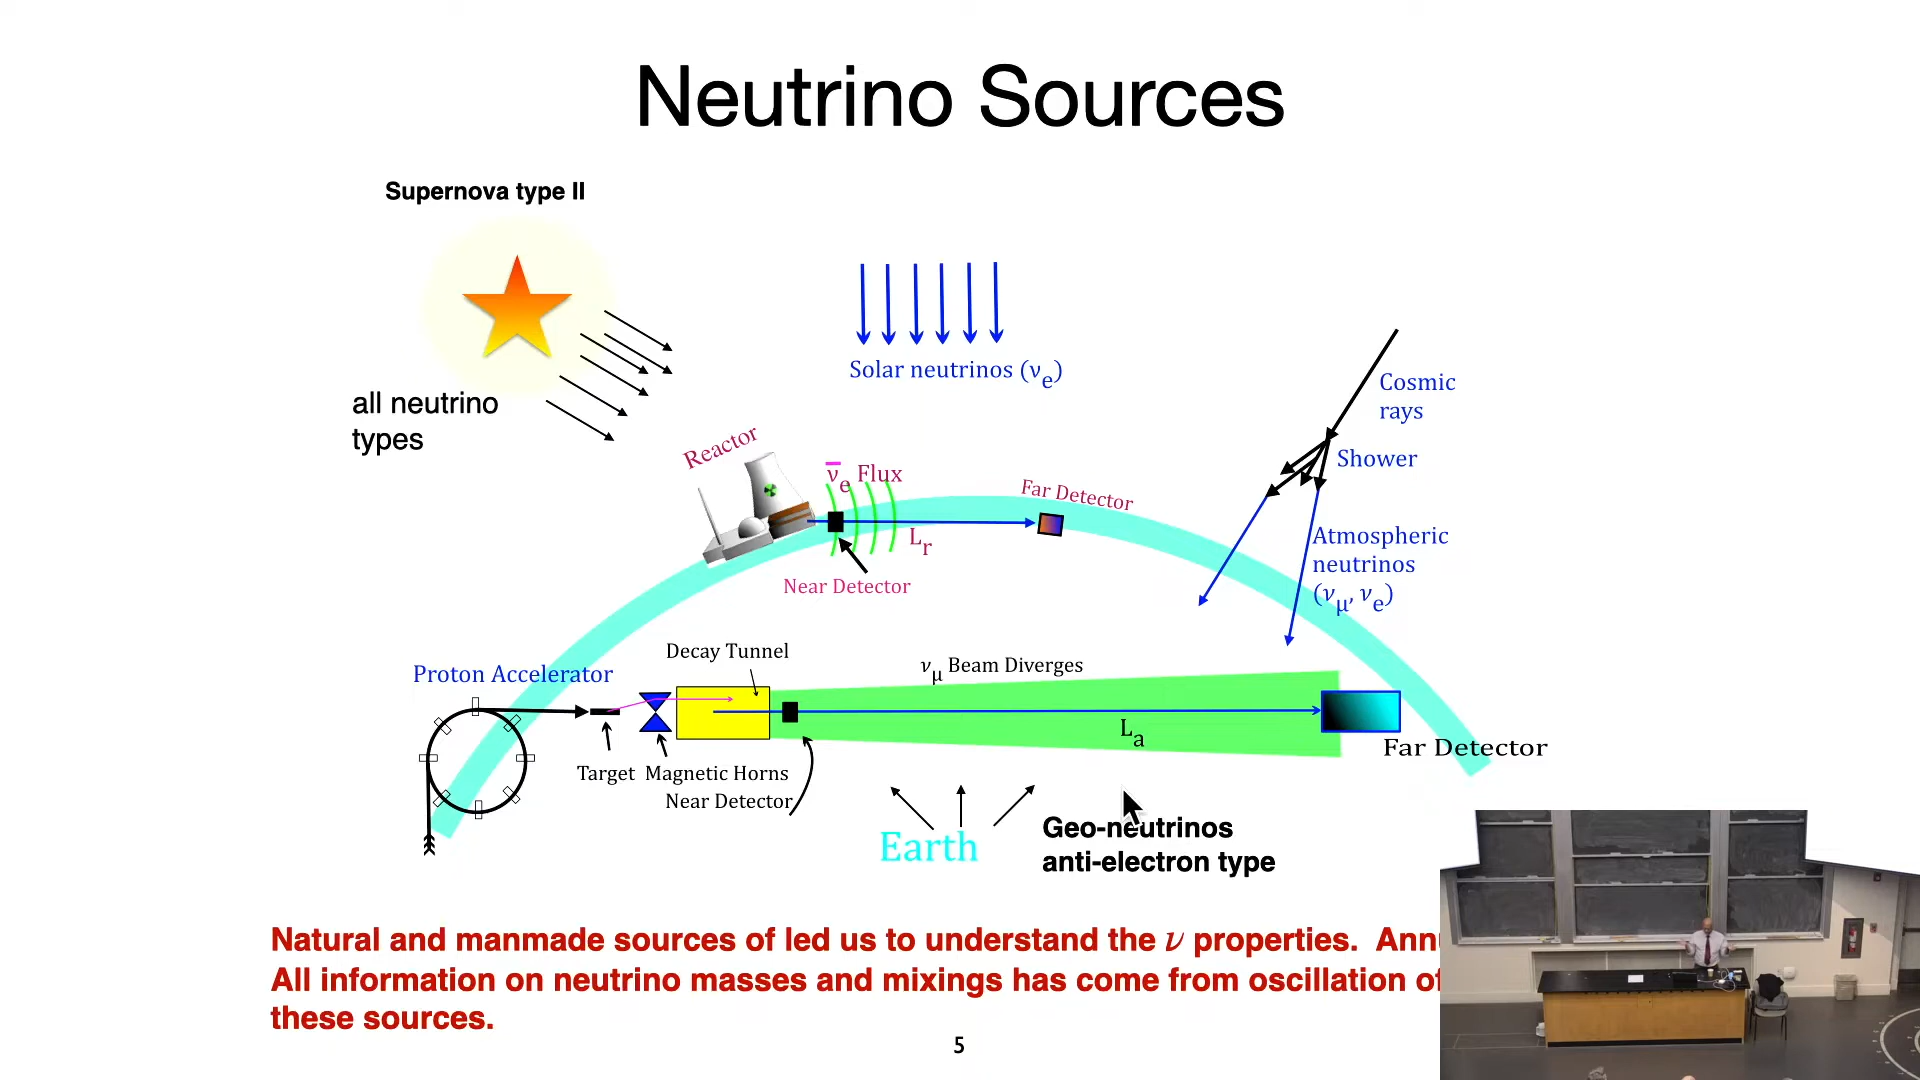 Neutrino Sources
Supernova type II
all neutrino
types
Solar neutrinos (νe)
Cosmic
rays
Shower
Atmospheric
neutrinos
(νμ, νe)
Reactor
ν̅e Flux
Far Detector
Lr
Near Detector
Proton Accelerator
Decay Tunnel
νμ Beam Diverges
La
Far Detector
Target Magnetic Horns
Near Detector
Earth
Geo-neutrinos
anti-electron type
Natural and manmade sources of led us to understand the ν properties.
All information on neutrino masses and mixings has come from oscillation of
these sources.
5